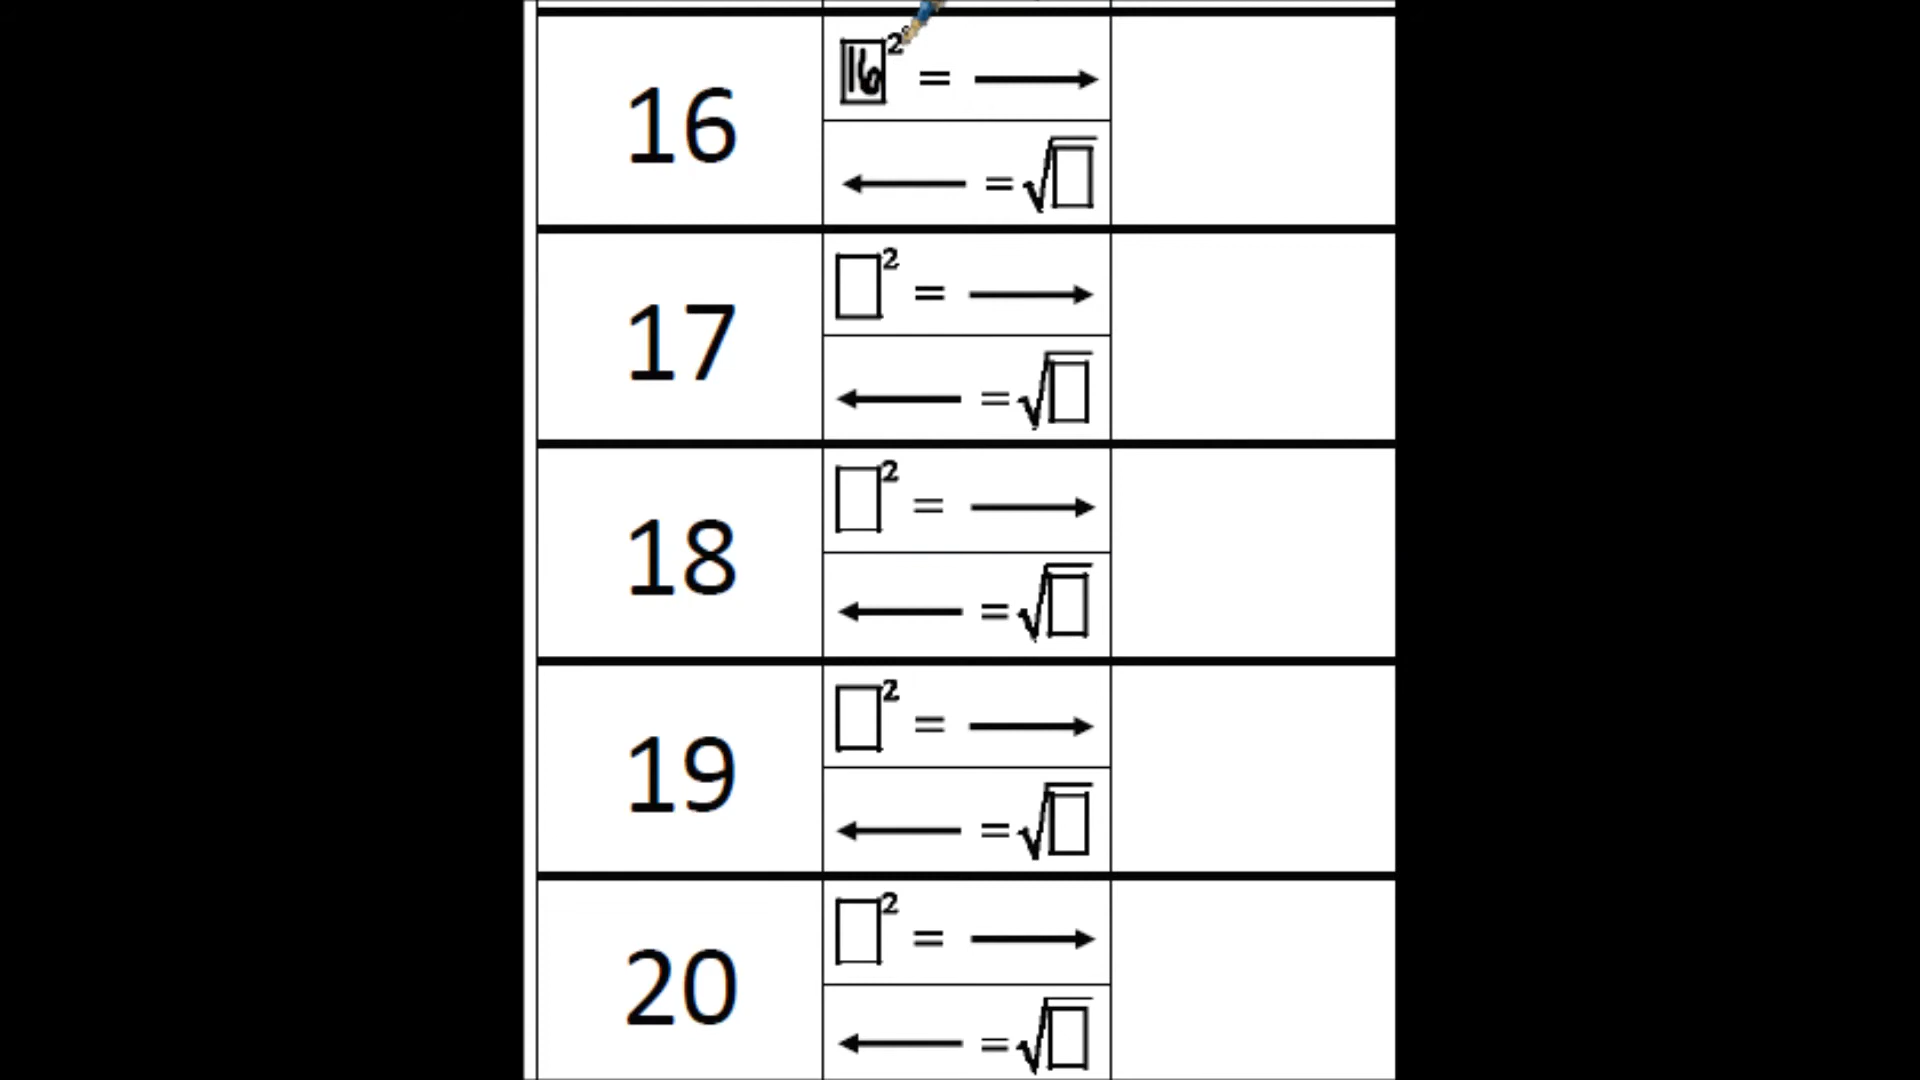 16
16² = →
← = √□
17
□² = →
← = √□
18
□² = →
← = √□
19
□² = →
← = √□
20
□² = →
← = √□